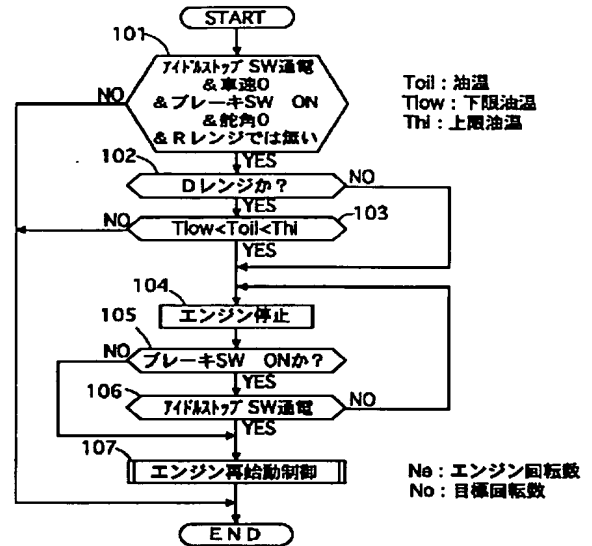 START
101
アイドルストップ SW通電
&車速0
NO
&ブレーキSW ON
&舵角0
&Rレンジでは無い
Toil：油温
Tlow：下限油温
Thi：上限油温
YES
102
Dレンジか？
NO
YES
NO
Tlow<Toil<Thi
103
YES
104
エンジン停止
105
NO
ブレーキSW ONか？
YES
106
アイドルストップ SW通電
NO
YES
107
エンジン再始動制御
Ne：エンジン回転数
No：目標回転数
END